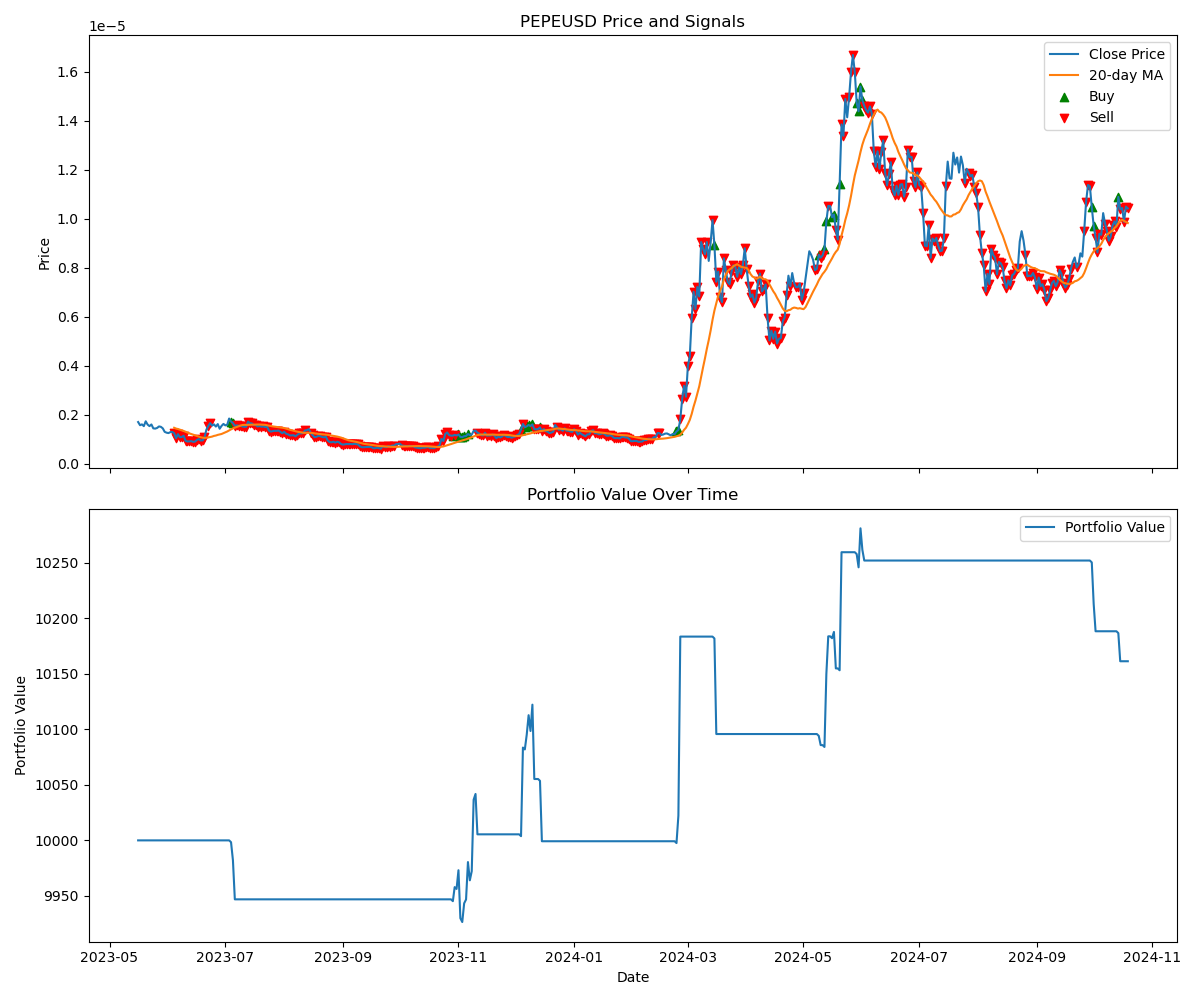 PEPEUSD Price and Signals
1e−5
Close Price
20-day MA
Buy
Sell
1.6
1.4
1.2
1.0
0.8
0.6
0.4
0.2
0.0
Price
Portfolio Value Over Time
Portfolio Value
10250
10200
10150
10100
10050
10000
9950
Portfolio Value
2023-05 2023-07 2023-09 2023-11 2024-01 2024-03 2024-05 2024-07 2024-09 2024-11
Date